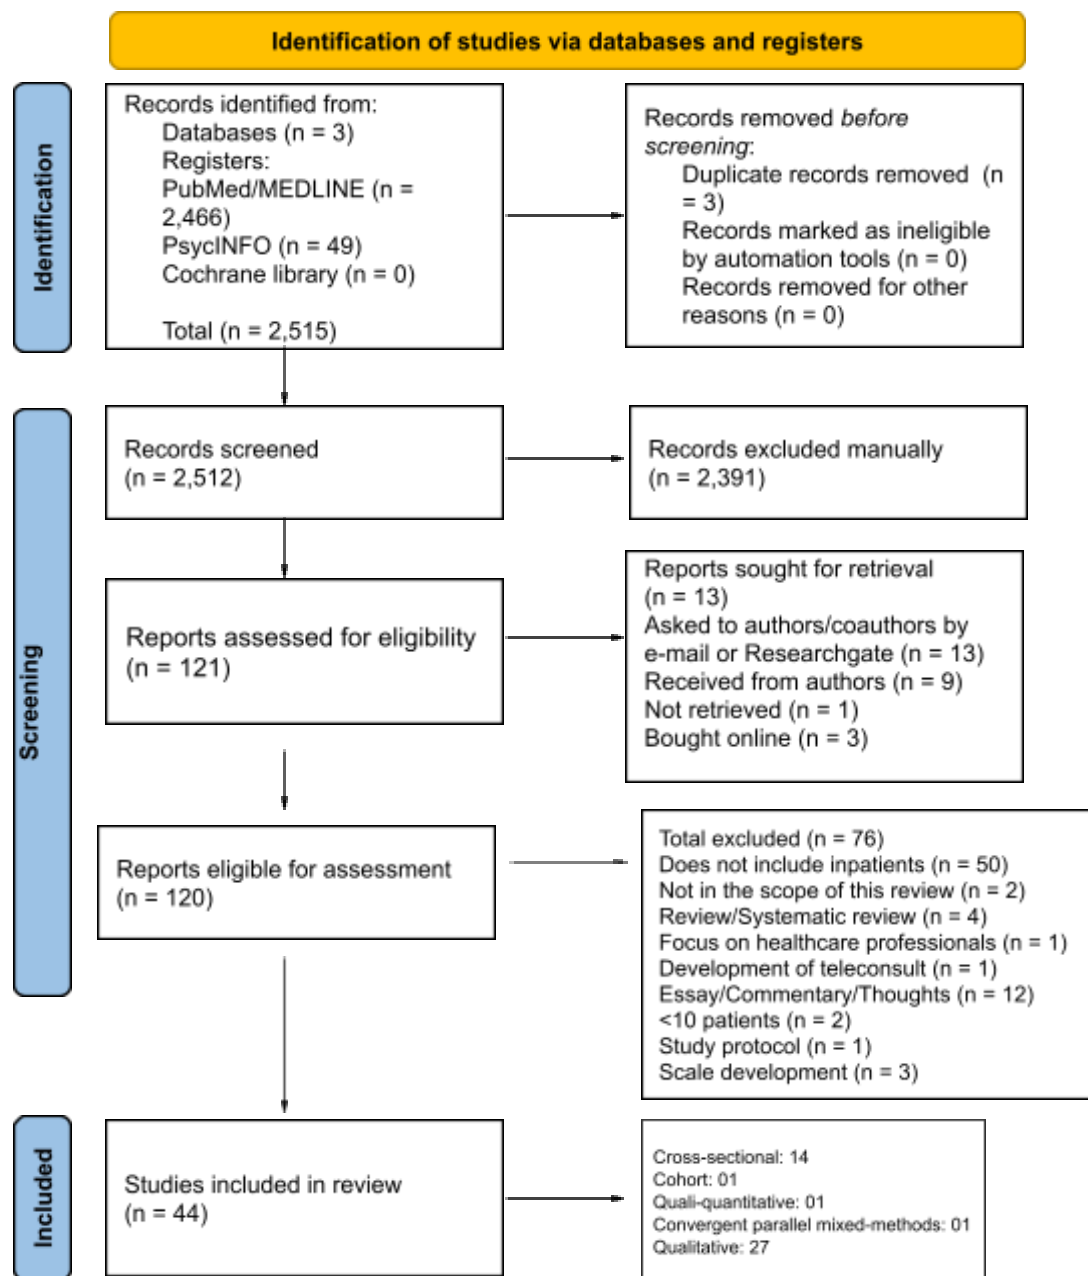 Identification of studies via databases and registers
Identification
Records identified from:
Databases (n = 3)
Registers:
PubMed/MEDLINE (n =
2,466)
PsycINFO (n = 49)
Cochrane library (n = 0)
Total (n = 2,515)
Records removed before
screening:
Duplicate records removed (n
= 3)
Records marked as ineligible
by automation tools (n = 0)
Records removed for other
reasons (n = 0)
Screening
Records screened
(n = 2,512)
Records excluded manually
(n = 2,391)
Reports assessed for eligibility
(n = 121)
Reports sought for retrieval
(n = 13)
Asked to authors/coauthors by
e-mail or Researchgate (n = 13)
Received from authors (n = 9)
Not retrieved (n = 1)
Bought online (n = 3)
Reports eligible for assessment
(n = 120)
Total excluded (n = 76)
Does not include inpatients (n = 50)
Not in the scope of this review (n = 2)
Review/Systematic review (n = 4)
Focus on healthcare professionals (n = 1)
Development of teleconsult (n = 1)
Essay/Commentary/Thoughts (n = 12)
<10 patients (n = 2)
Study protocol (n = 1)
Scale development (n = 3)
Included
Studies included in review
(n = 44)
Cross-sectional: 14
Cohort: 01
Quali-quantitative: 01
Convergent parallel mixed-methods: 01
Qualitative: 27